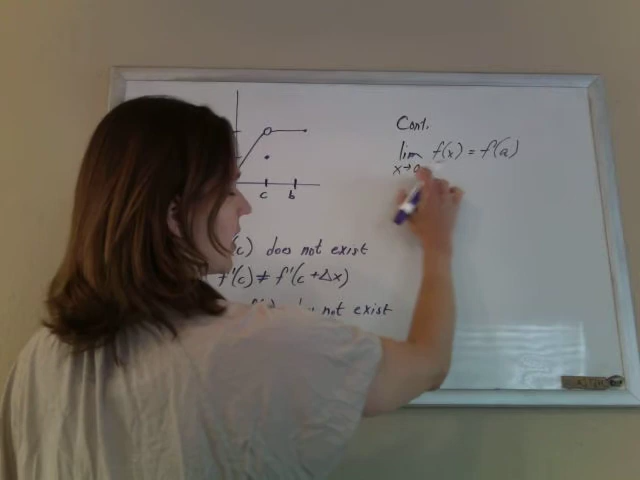 Cont.
lim f(x) = f(a)
x→a
c b
(c) does not exist
f'(c) ≠ f'(c + Δx)
not exist